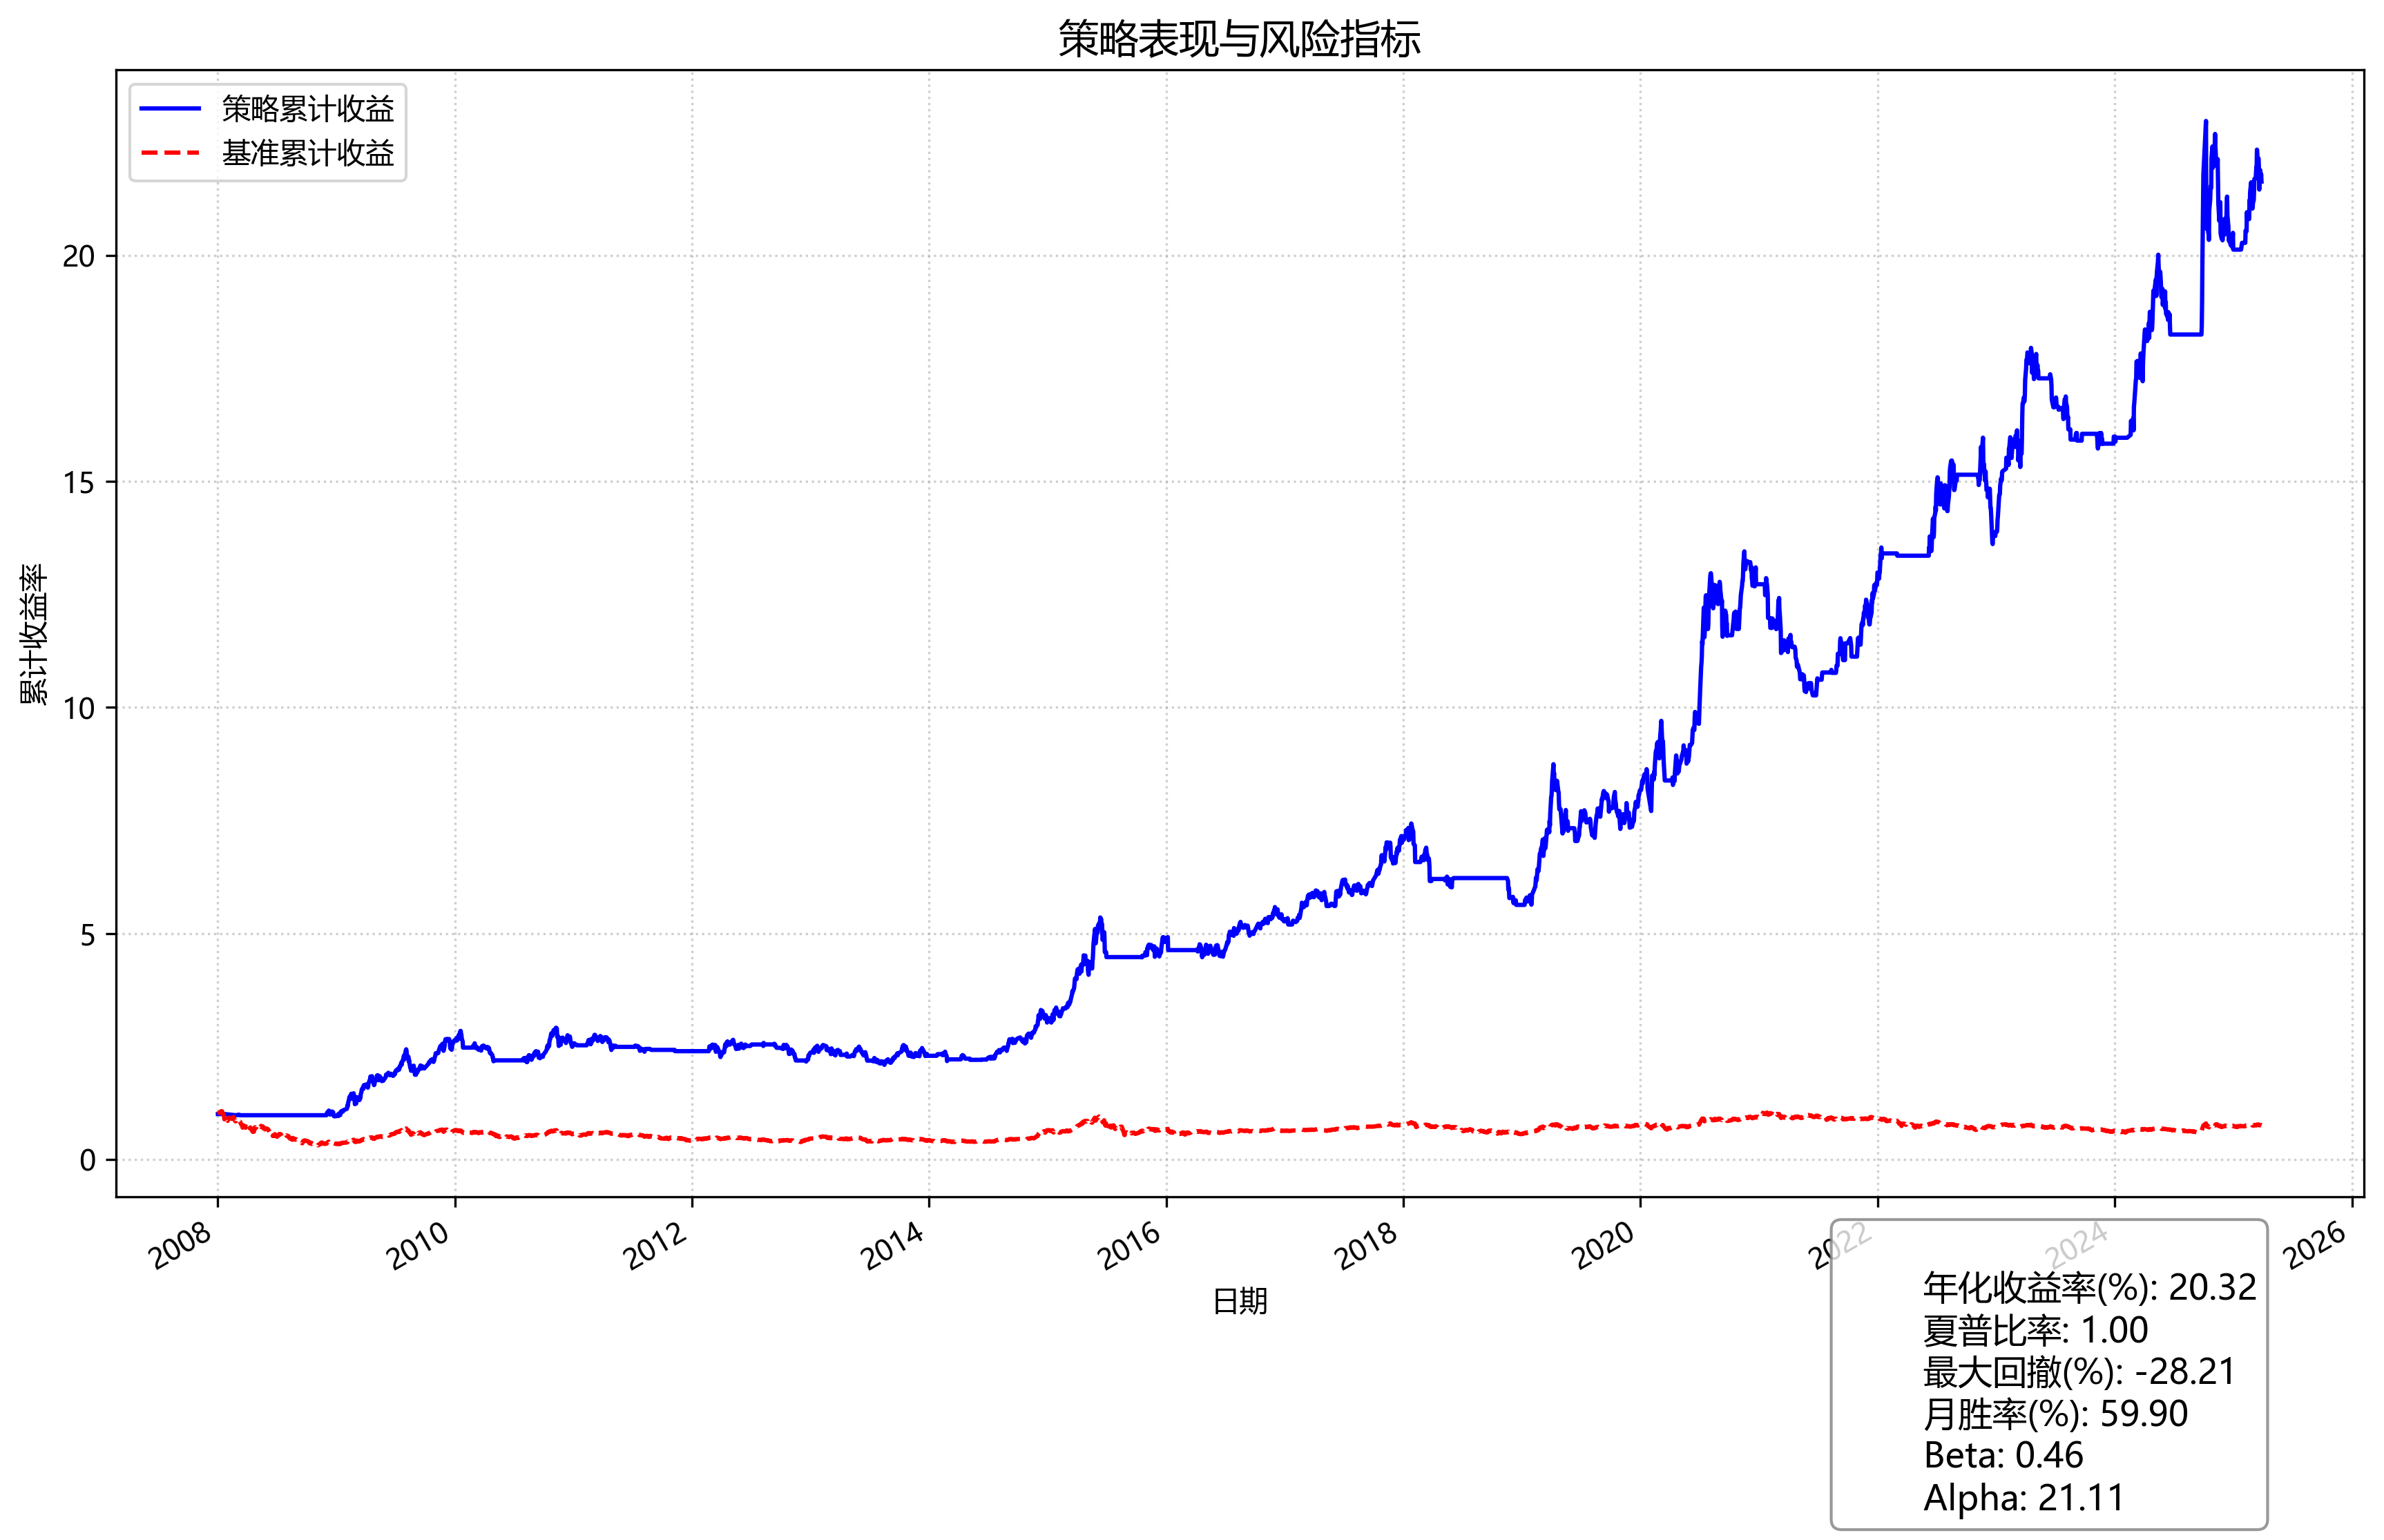 策略表现与风险指标
策略累计收益
基准累计收益
累计收益率
20
15
10
5
0
2008
2010
2012
2014
2016
2018
2020
2022
2024
2026
日期
年化收益率(%): 20.32
夏普比率: 1.00
最大回撤(%): -28.21
月胜率(%): 59.90
Beta: 0.46
Alpha: 21.11